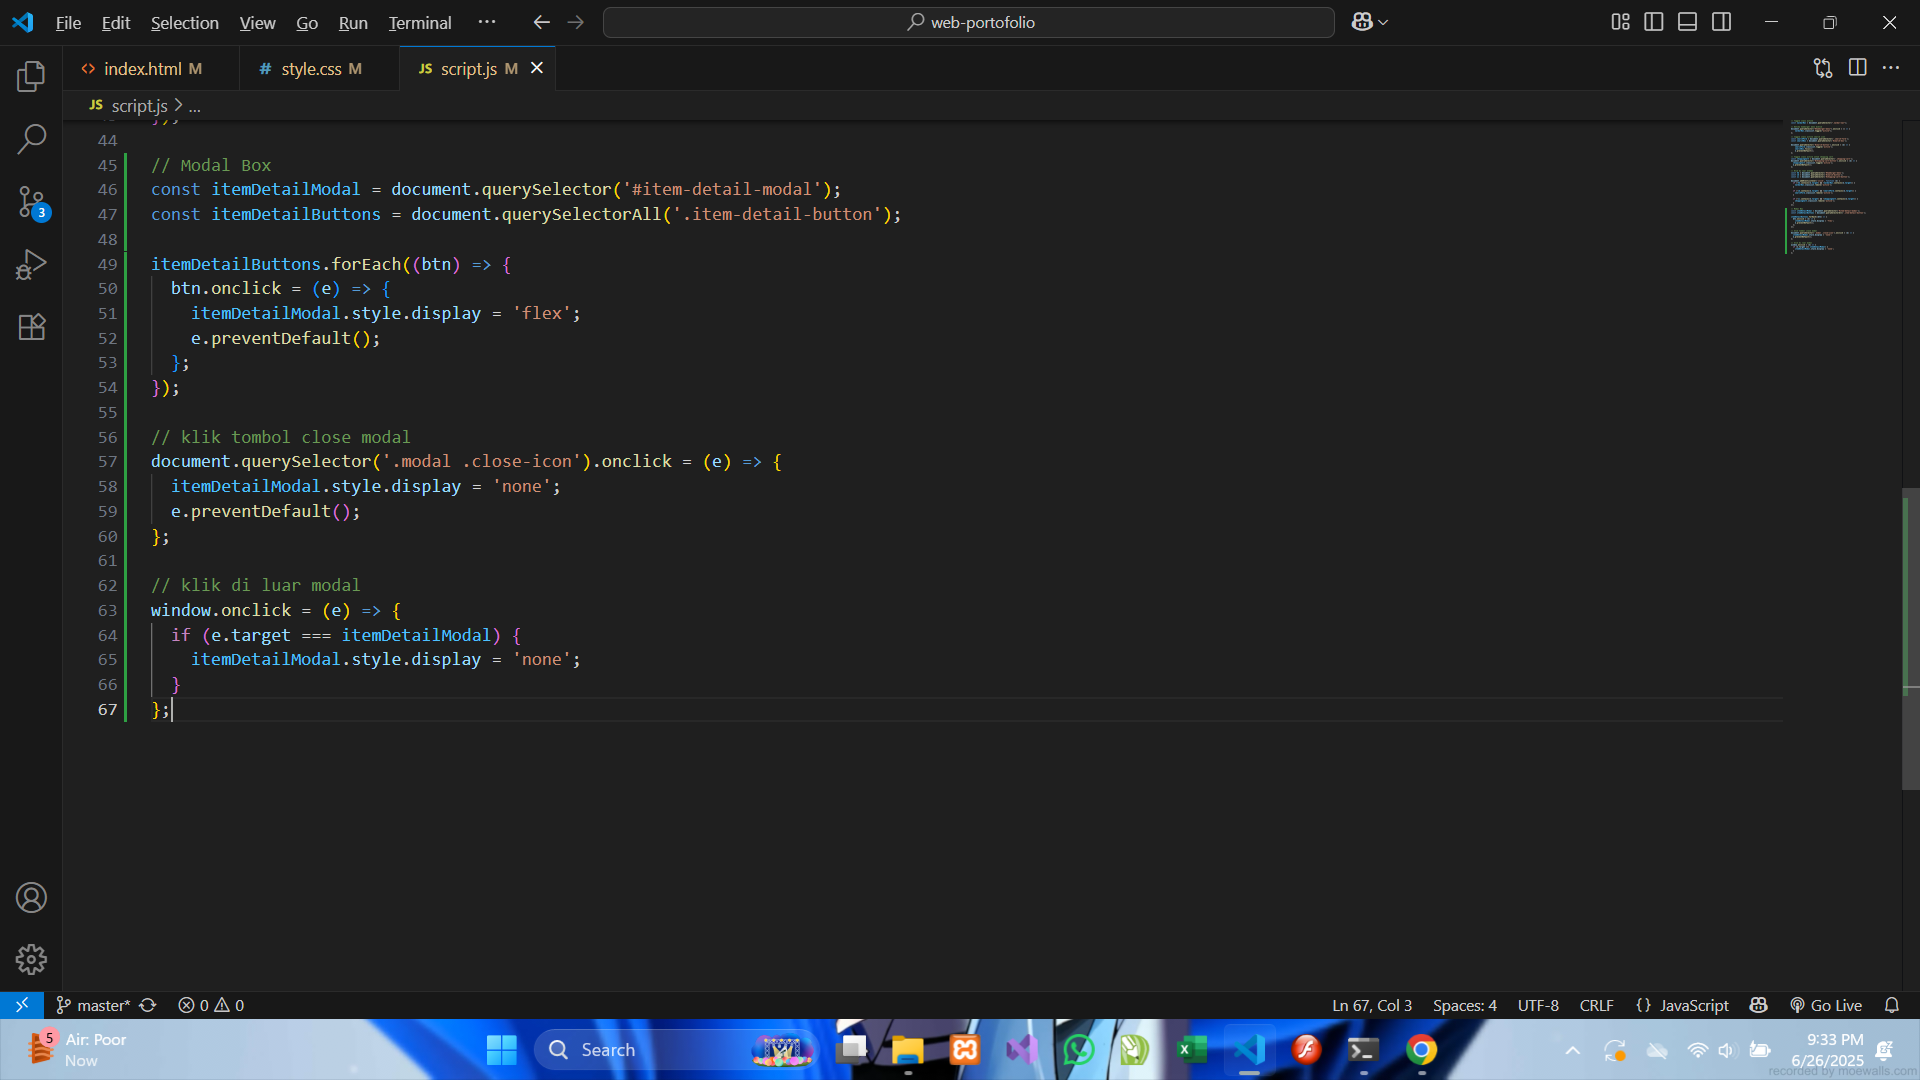 File Edit Selection View Go Run Terminal ··· web-portofolio
index.html M # style.css M JS script.js M
JS script.js > ...
44
45 // Modal Box
46 const itemDetailModal = document.querySelector('#item-detail-modal');
47 const itemDetailButtons = document.querySelectorAll('.item-detail-button');
48
49 itemDetailButtons.forEach((btn) => {
50 btn.onclick = (e) => {
51 itemDetailModal.style.display = 'flex';
52 e.preventDefault();
53 };
54 });
55
56 // klik tombol close modal
57 document.querySelector('.modal .close-icon').onclick = (e) => {
58 itemDetailModal.style.display = 'none';
59 e.preventDefault();
60 };
61
62 // klik di luar modal
63 window.onclick = (e) => {
64 if (e.target === itemDetailModal) {
65 itemDetailModal.style.display = 'none';
66 }
67 };
3
master* 0 0 Ln 67, Col 3 Spaces: 4 UTF-8 CRLF {} JavaScript Go Live
5
Air: Poor
Now
Search
9:33 PM
6/26/2025
recorded by moewalls.com